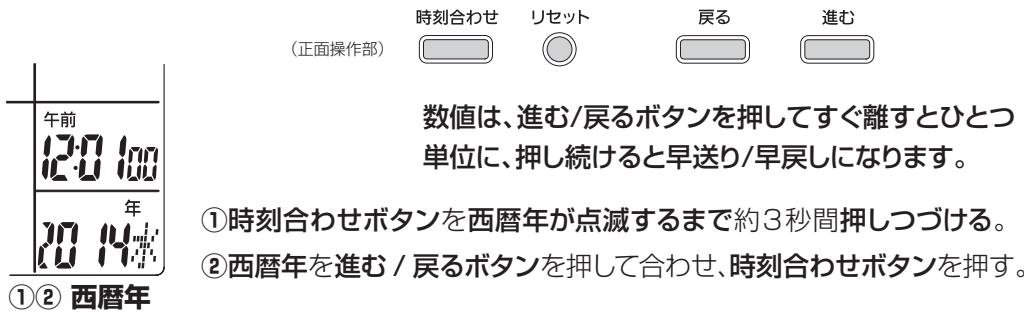 時刻合わせ リセット 戻る 進む
(正面操作部)
数値は、進む/戻るボタンを押してすぐ離すとひとつ
単位に、押し続けると早送り/早戻しになります。
午前
12:01 00
年
2014 水
①時刻合わせボタンを西暦年が点滅するまで約3秒間押しつづける。
②西暦年を進む / 戻るボタンを押して合わせ、時刻合わせボタンを押す。
①② 西暦年